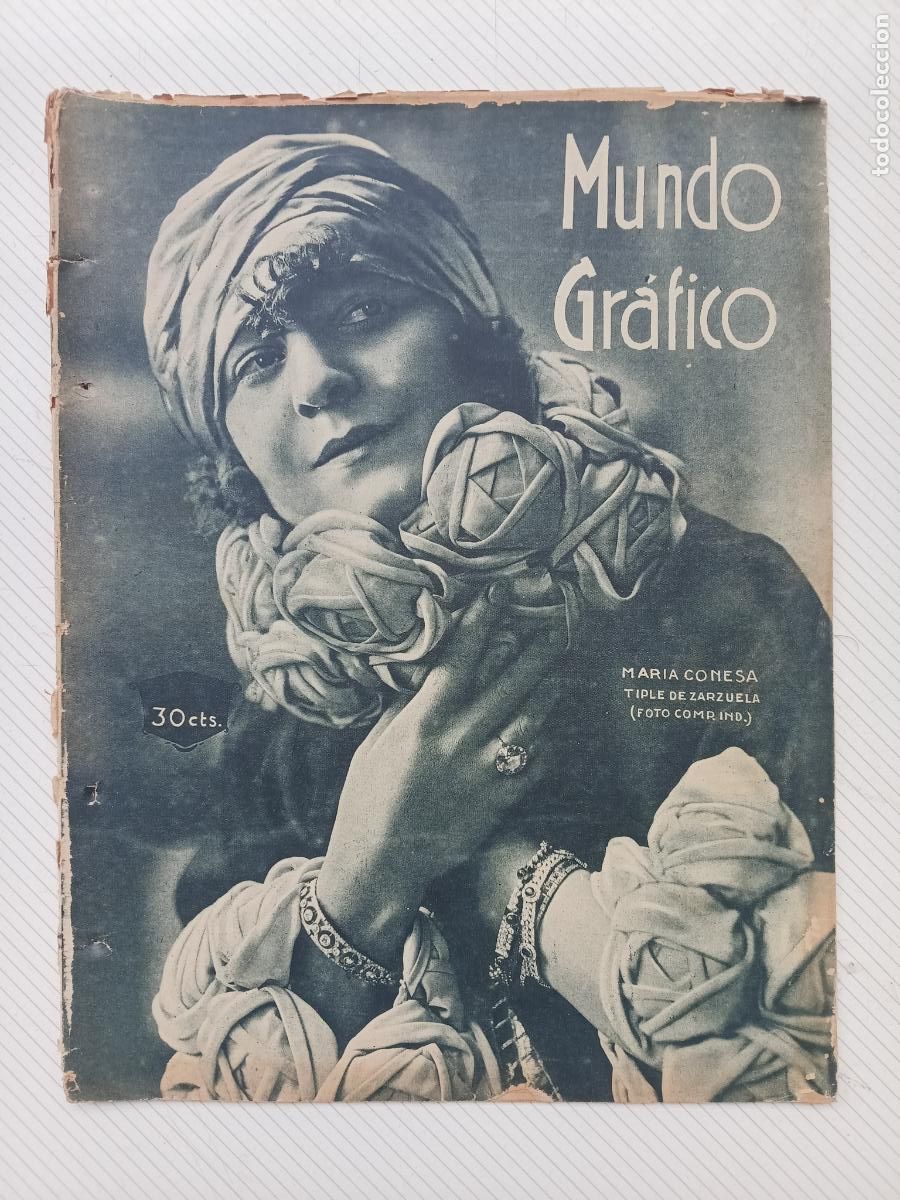 Mundo
Gráfico
MARIA CONESA
TIPLE DE ZARZUELA
(FOTO COMP. IND.)
30 cts.
todocoleccion